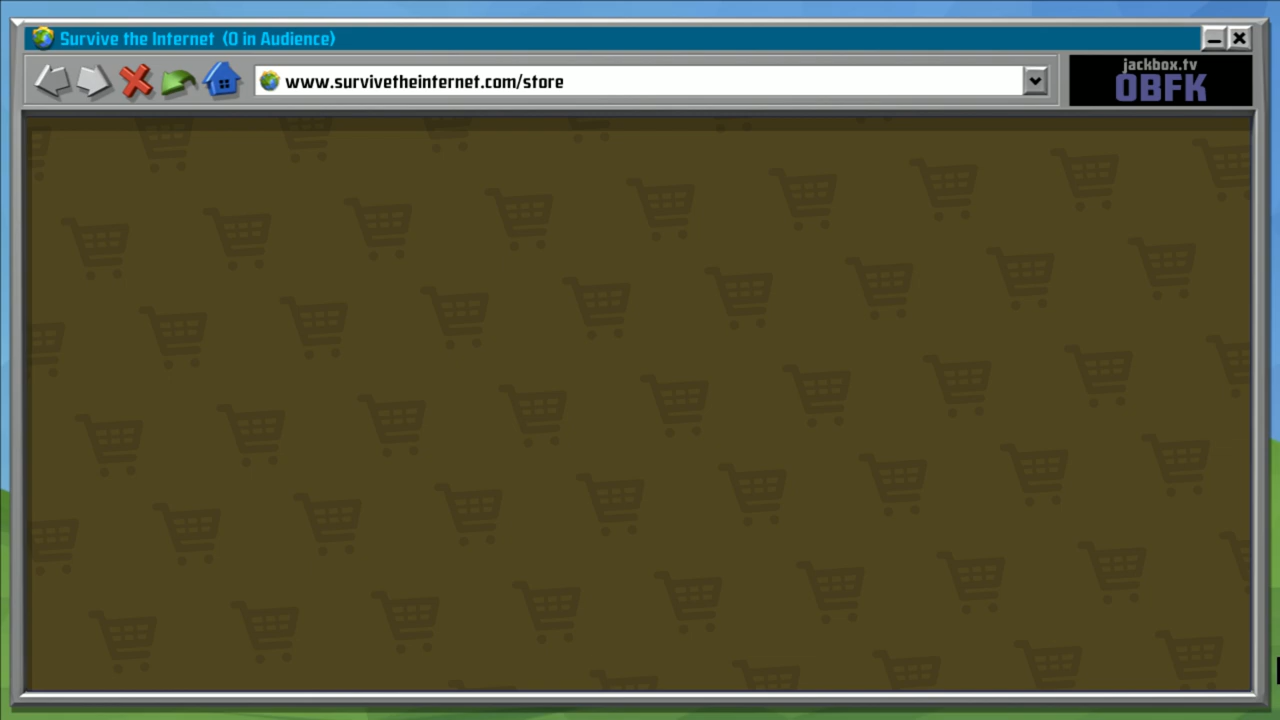 Survive the Internet (0 in Audience)
www.survivetheinternet.com/store
jackbox.tv
OBFK